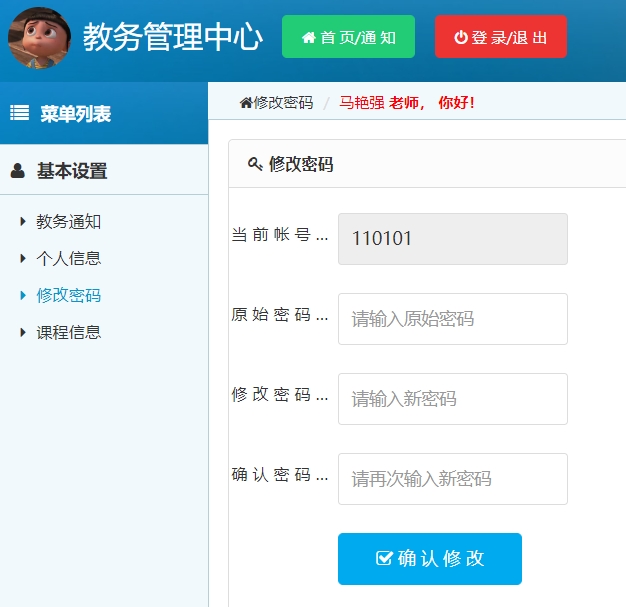 教务管理中心
首 页/通 知
登 录/退 出
菜单列表
修改密码 / 马艳强 老师， 你好！
基本设置
修改密码
教务通知
个人信息
修改密码
课程信息
当 前 帐 号 ...
110101
原 始 密 码 ...
请输入原始密码
修 改 密 码 ...
请输入新密码
确 认 密 码 ...
请再次输入新密码
确 认 修 改